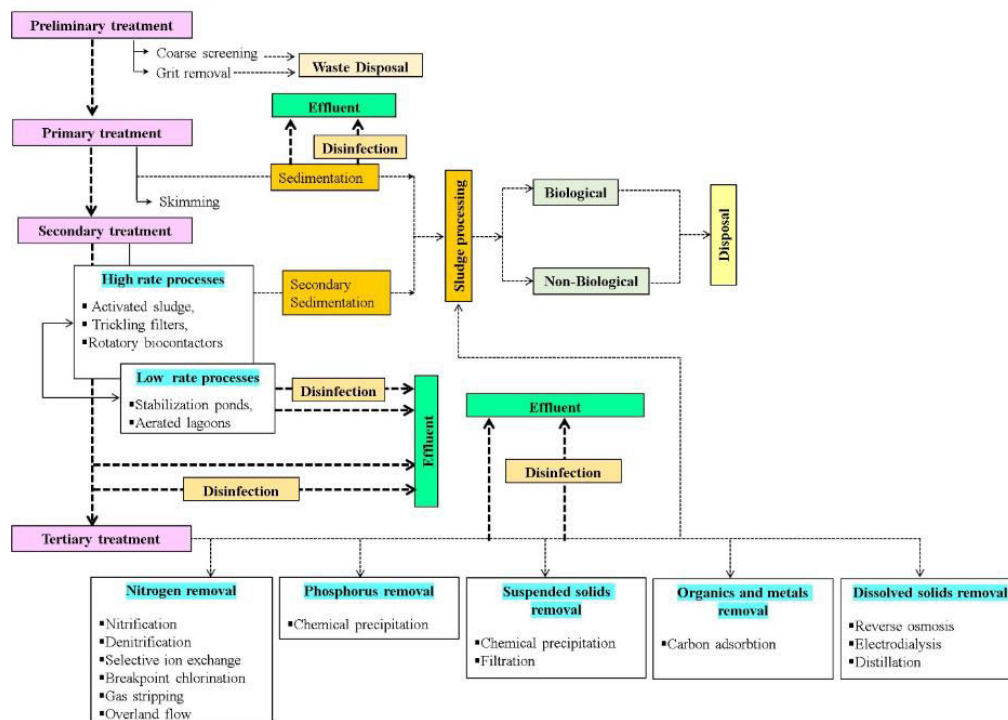 Preliminary treatment
Coarse screening
Grit removal
Waste Disposal
Effluent
Primary treatment
Disinfection
Sedimentation
Skimming
Secondary treatment
Sludge processing
Biological
Non-Biological
Disposal
High rate processes
▪ Activated sludge,
▪ Trickling filters,
▪Rotatory biocontactors
Secondary
Sedimentation
Low rate processes
▪Stabilization ponds,
▪Aerated lagoons
Disinfection
Effluent
Disinfection
Effluent
Disinfection
Tertiary treatment
Nitrogen removal
▪Nitrification
▪Denitrification
▪Selective ion exchange
▪Breakpoint chlorination
▪Gas stripping
▪Overland flow
Phosphorus removal
▪Chemical precipitation
Suspended solids
removal
▪Chemical precipitation
▪Filtration
Organics and metals
removal
▪Carbon adsorbtion
Dissolved solids removal
▪Reverse osmosis
▪Electrodialysis
▪Distillation